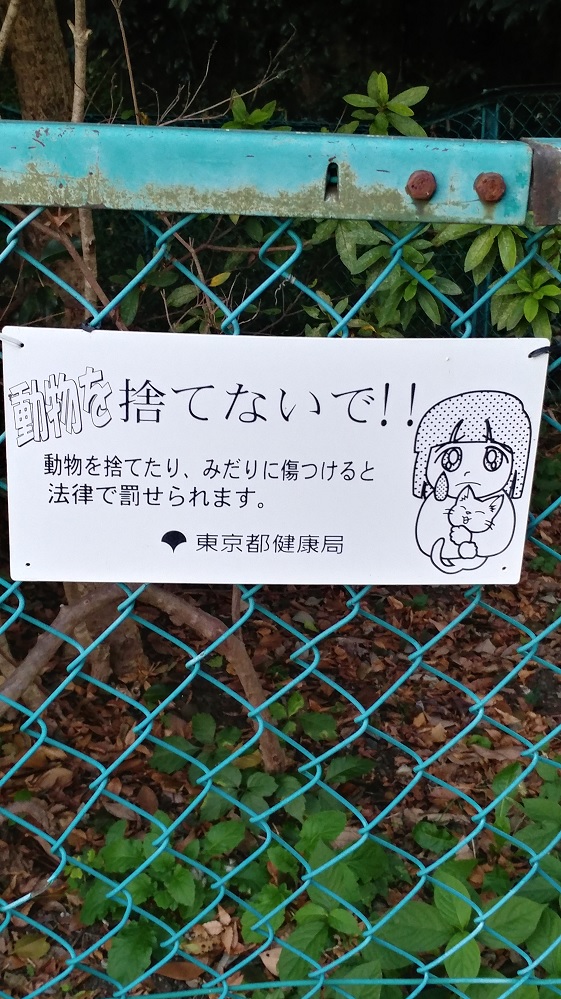 動物を捨てないで!!
動物を捨てたり、みだりに傷つけると
法律で罰せられます。
東京都健康局